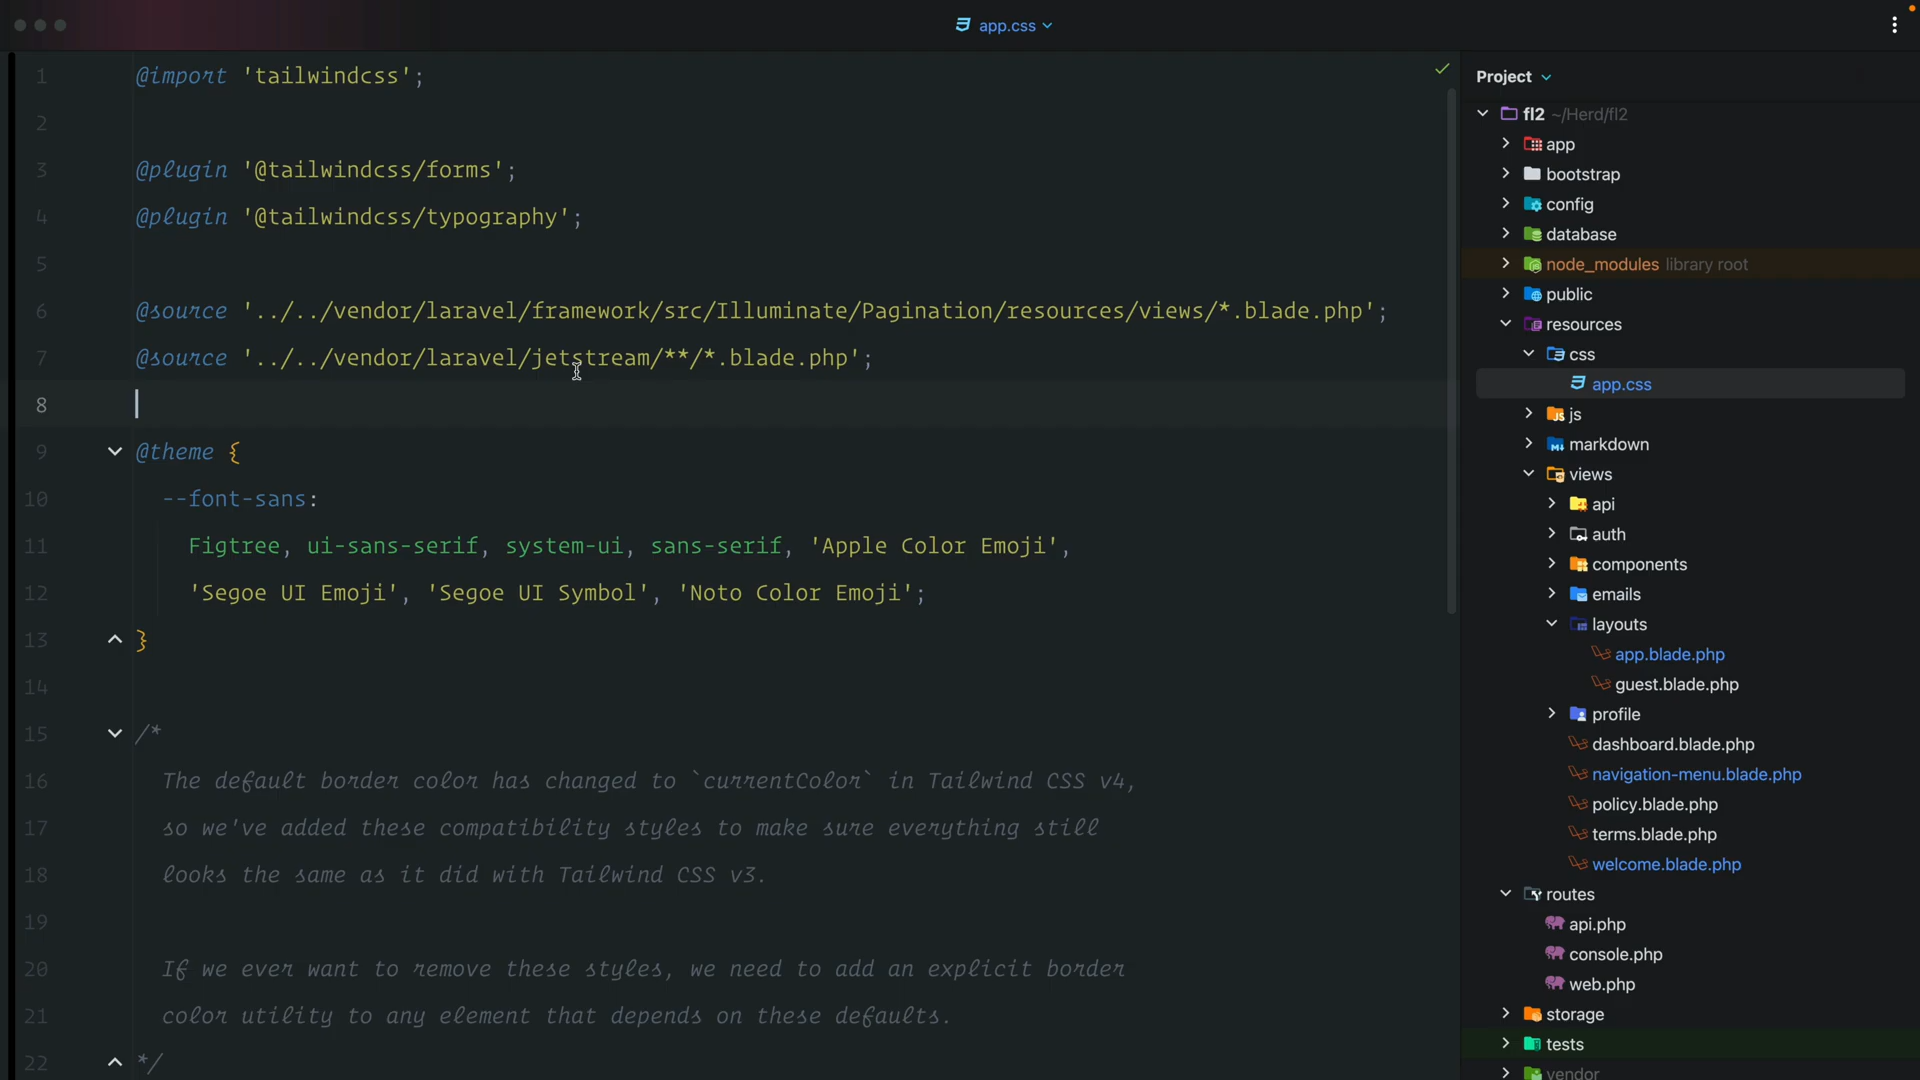 app.css
1 @import 'tailwindcss';
2
3 @plugin '@tailwindcss/forms';
4 @plugin '@tailwindcss/typography';
5
6 @source '../../vendor/laravel/framework/src/Illuminate/Pagination/resources/views/*.blade.php';
7 @source '../../vendor/laravel/jetstream/**/*.blade.php';
8
9 @theme {
10 --font-sans:
11 Figtree, ui-sans-serif, system-ui, sans-serif, 'Apple Color Emoji',
12 'Segoe UI Emoji', 'Segoe UI Symbol', 'Noto Color Emoji';
13 }
14
15 /*
16 The default border color has changed to `currentColor` in Tailwind CSS v4,
17 so we've added these compatibility styles to make sure everything still
18 looks the same as it did with Tailwind CSS v3.
19
20 If we ever want to remove these styles, we need to add an explicit border
21 color utility to any element that depends on these defaults.
22 */
Project
fl2 ~/Herd/fl2
app
bootstrap
config
database
node_modules library root
public
resources
css
app.css
js
markdown
views
api
auth
components
emails
layouts
app.blade.php
guest.blade.php
profile
dashboard.blade.php
navigation-menu.blade.php
policy.blade.php
terms.blade.php
welcome.blade.php
routes
api.php
console.php
web.php
storage
tests
vendor